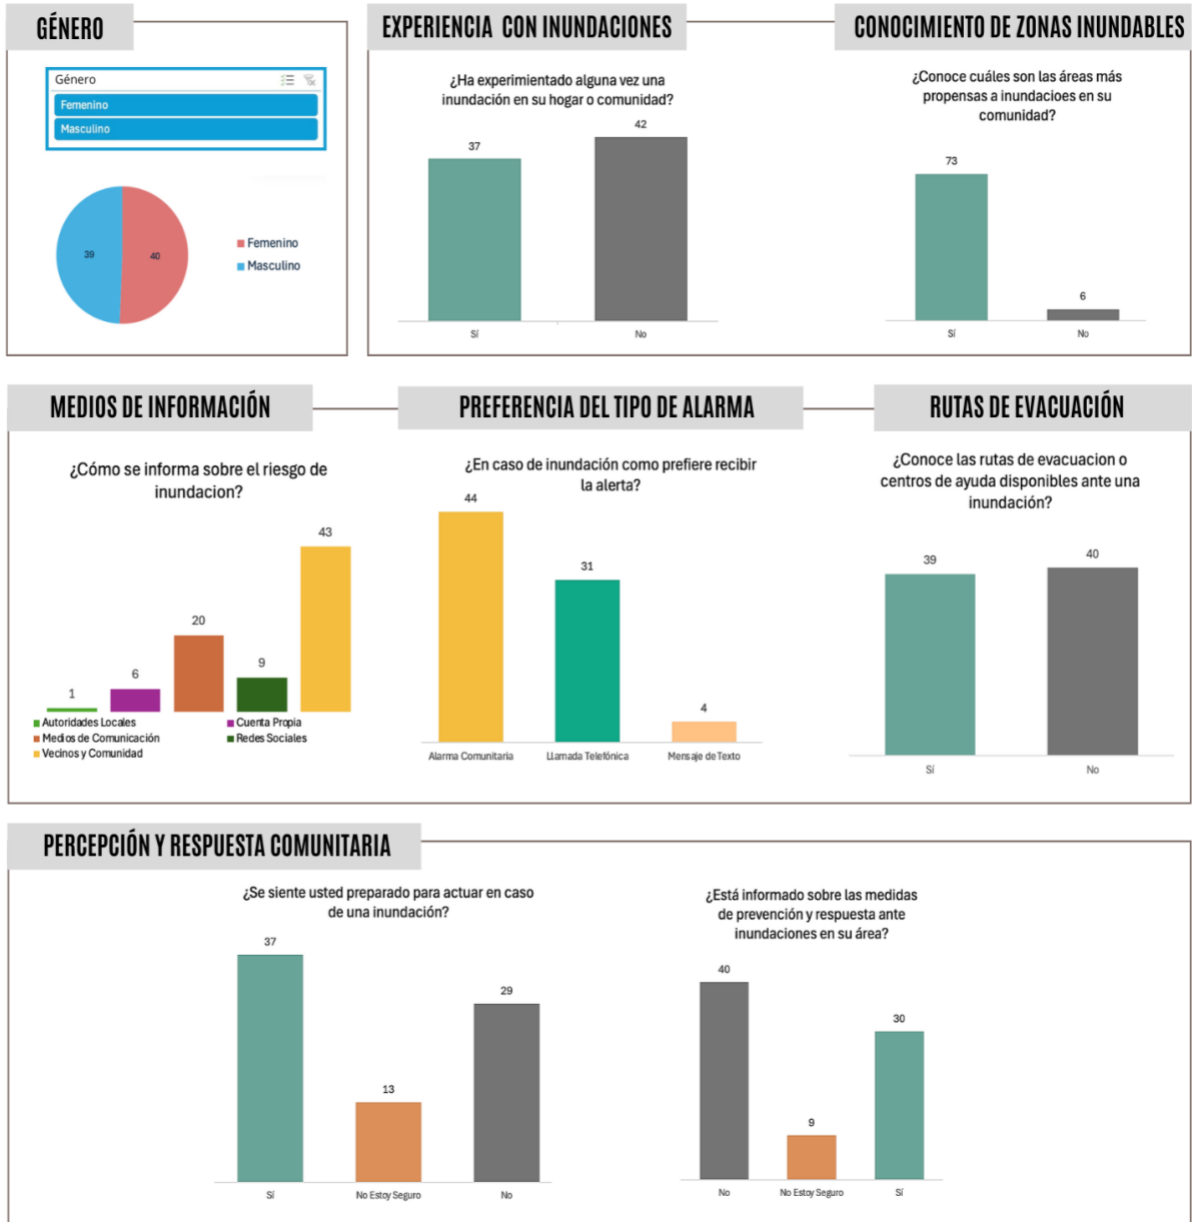 GÉNERO
Género
Femenino
Masculino
39
40
Femenino
Masculino
EXPERIENCIA CON INUNDACIONES
¿Ha experimentado alguna vez una
inundación en su hogar o comunidad?
37
42
Sí
No
CONOCIMIENTO DE ZONAS INUNDABLES
¿Conoce cuáles son las áreas más
propensas a inundacioes en su
comunidad?
73
6
Sí
No
MEDIOS DE INFORMACIÓN
¿Cómo se informa sobre el riesgo de
inundacion?
1
6
20
9
43
Autoridades Locales
Cuenta Propia
Medios de Comunicación
Redes Sociales
Vecinos y Comunidad
PREFERENCIA DEL TIPO DE ALARMA
¿En caso de inundación como prefiere recibir
la alerta?
44
31
4
Alarma Comunitaria
LLamada Telefónica
Mensaje de Texto
RUTAS DE EVACUACIÓN
¿Conoce las rutas de evacuacion o
centros de ayuda disponibles ante una
inundación?
39
40
Sí
No
PERCEPCIÓN Y RESPUESTA COMUNITARIA
¿Se siente usted preparado para actuar en caso
de una inundación?
37
13
29
Sí
No Estoy Seguro
No
¿Está informado sobre las medidas
de prevención y respuesta ante
inundaciones en su área?
40
9
30
No
No Estoy Seguro
Sí